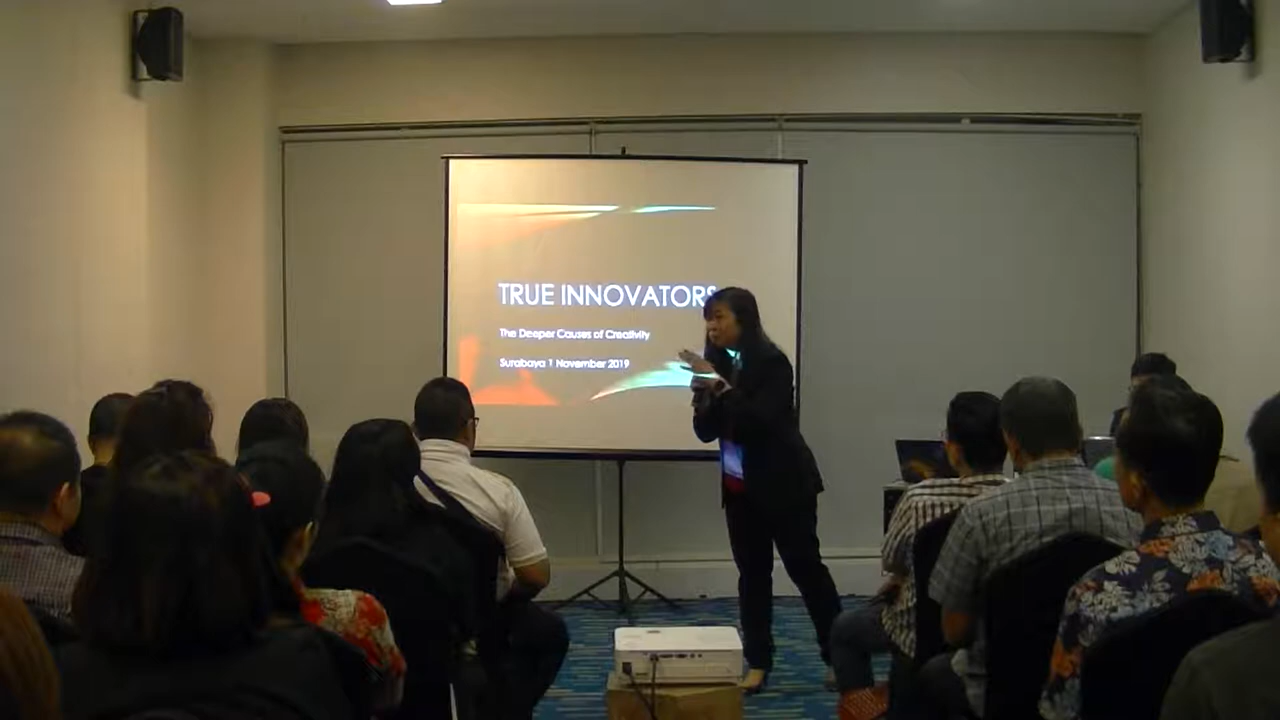 TRUE INNOVATORS
The Deeper Causes of Creativity
Surabaya 1 November 2019